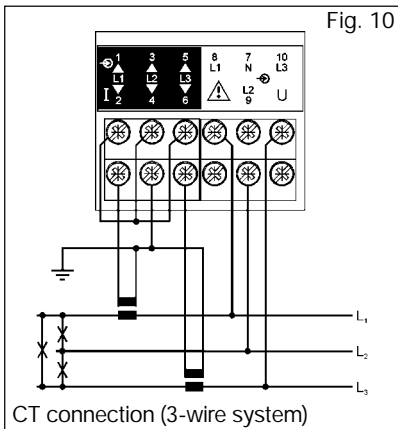 Fig. 10
1 3 5 8 7 10
L1 N L3
L1 L2 L3
I 2 4 6 L2 U
9
L₁
L₂
L₃
CT connection (3-wire system)